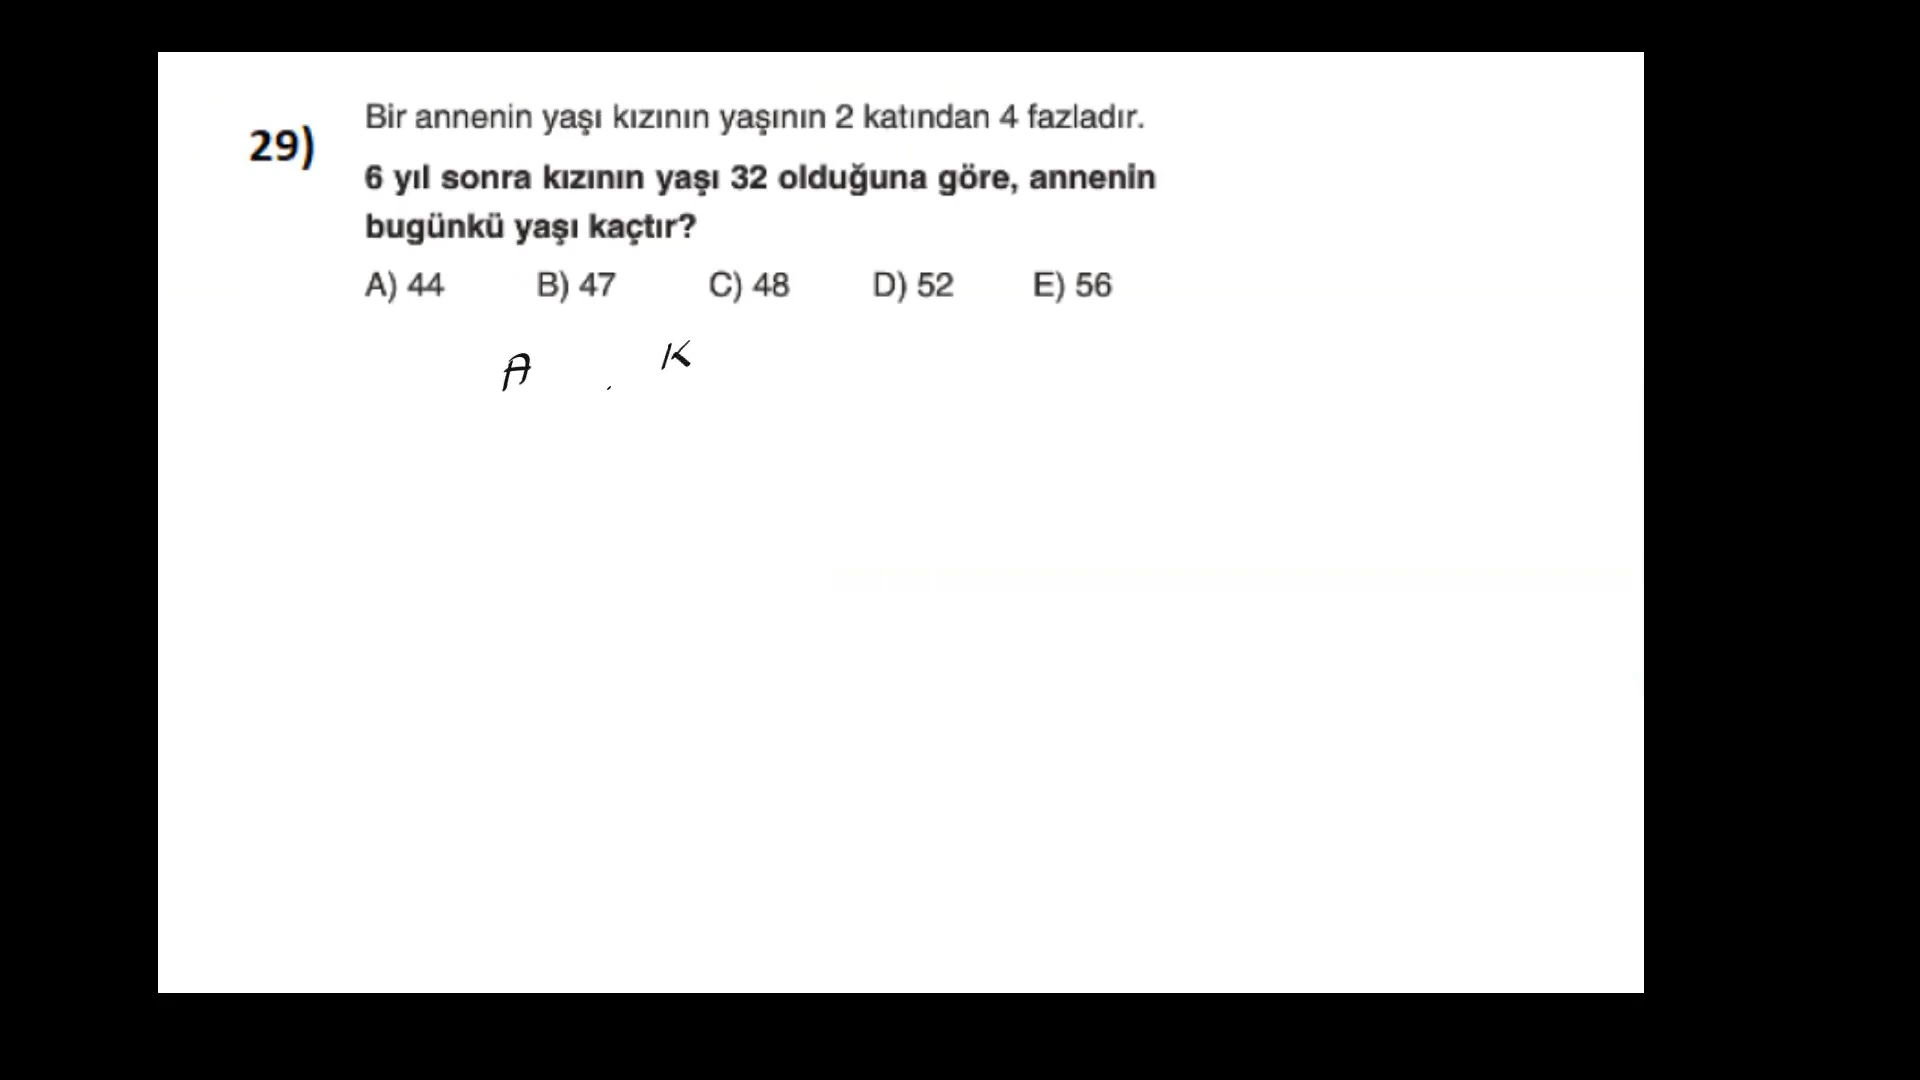 29)
Bir annenin yaşı kızının yaşının 2 katından 4 fazladır.
6 yıl sonra kızının yaşı 32 olduğuna göre, annenin
bugünkü yaşı kaçtır?
A) 44 B) 47 C) 48 D) 52 E) 56
A K